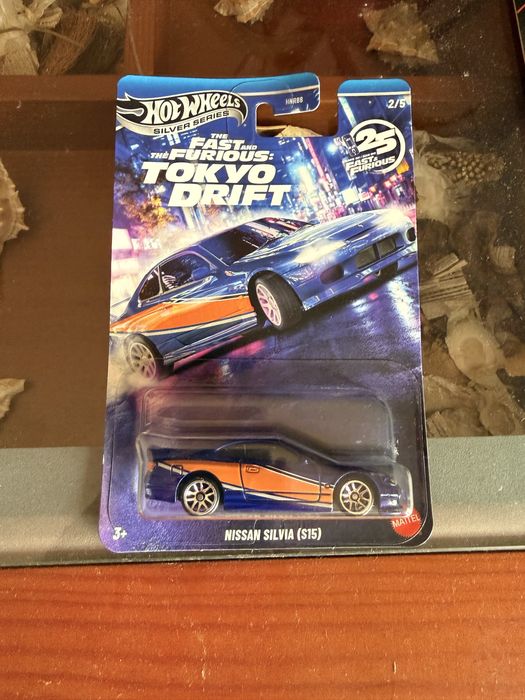 HOT WHEELS
SILVER SERIES
HNR88
2/5
THE
FAST AND
THE FURIOUS:
TOKYO
DRIFT
25
FAST & FURIOUS
3+
NISSAN SILVIA (S15)
MATTEL